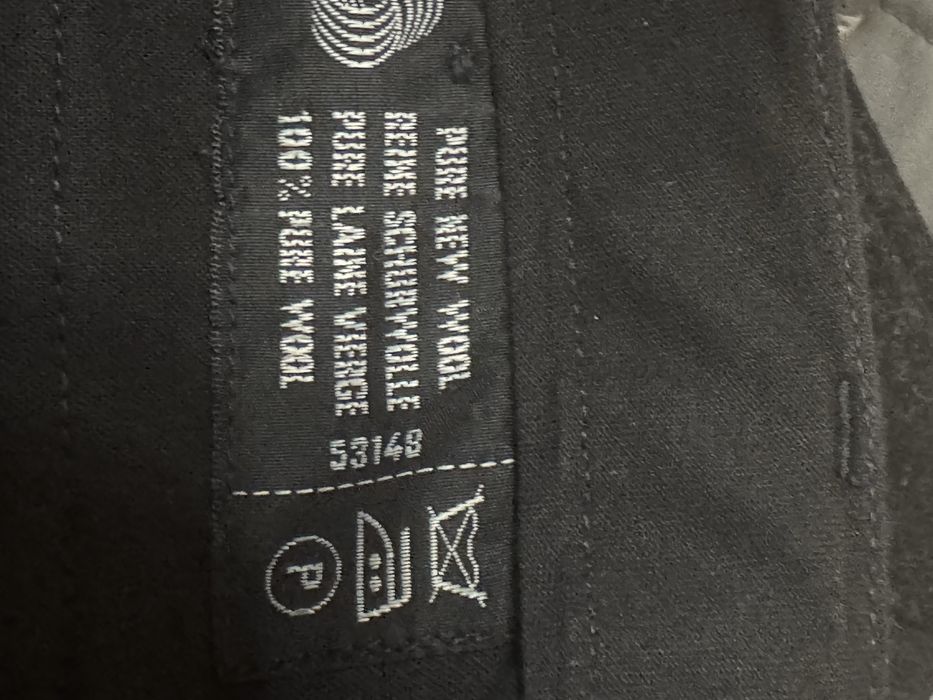 PURE NEW WOOL
REINE SCHURWOLLE
PURE LAINE VIERGE
100% PURE WOOL
53148
P